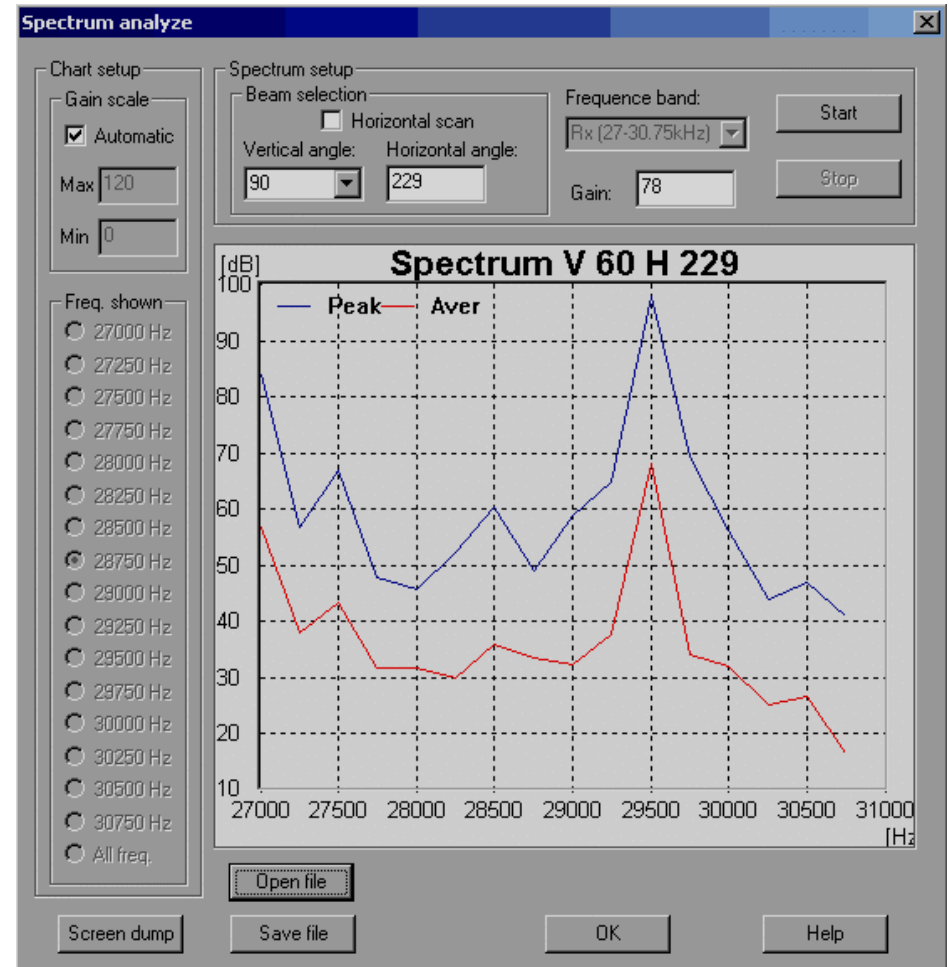 Spectrum analyze
Chart setup
Gain scale
Automatic
Max 120
Min 0
Freq. shown
27000 Hz
27250 Hz
27500 Hz
27750 Hz
28000 Hz
28250 Hz
28500 Hz
28750 Hz
29000 Hz
29250 Hz
29500 Hz
29750 Hz
30000 Hz
30250 Hz
30500 Hz
30750 Hz
All freq.
Spectrum setup
Beam selection
Horizontal scan
Vertical angle: Horizontal angle:
90 229
Frequence band:
Rx (27-30.75kHz)
Gain: 78
Start
Stop
[dB] Spectrum V 60 H 229
Peak Aver
100
90
80
70
60
50
40
30
20
10
27000 27500 28000 28500 29000 29500 30000 30500 31000
[Hz
Open file
Screen dump Save file OK Help